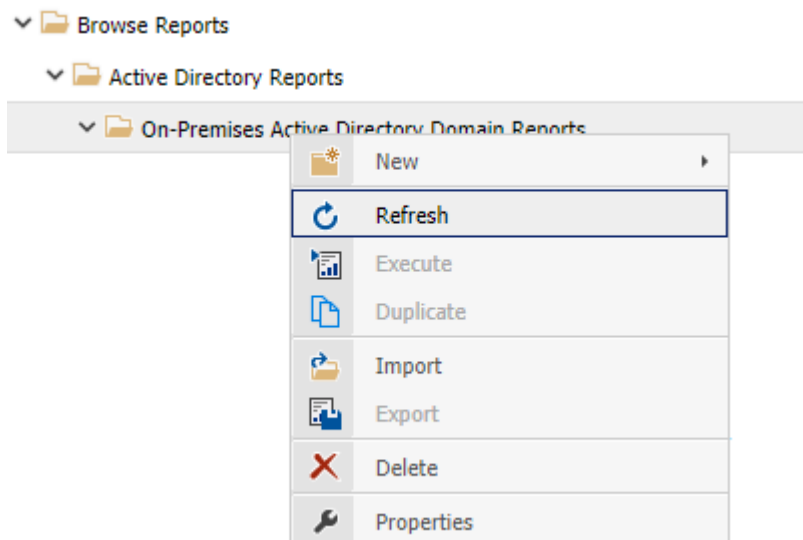 Browse Reports
Active Directory Reports
On-Premises Active Directory Domain Reports
New
Refresh
Execute
Duplicate
Import
Export
Delete
Properties